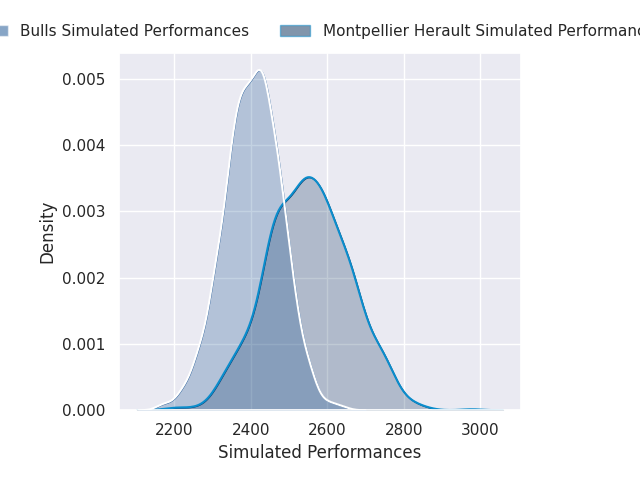 Bulls Simulated Performances
Montpellier Herault Simulated
0.005
0.004
0.003
0.002
0.001
0.000
Density
2200 2400 2600 2800 3000
Simulated Performances